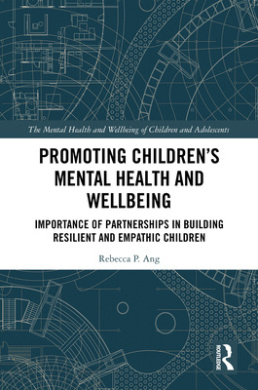 The Mental Health and Wellbeing of Children and Adolescents
PROMOTING CHILDREN'S
MENTAL HEALTH AND
WELLBEING
IMPORTANCE OF PARTNERSHIPS IN BUILDING
RESILIENT AND EMPATHIC CHILDREN
Rebecca P. Ang
ROUTLEDGE